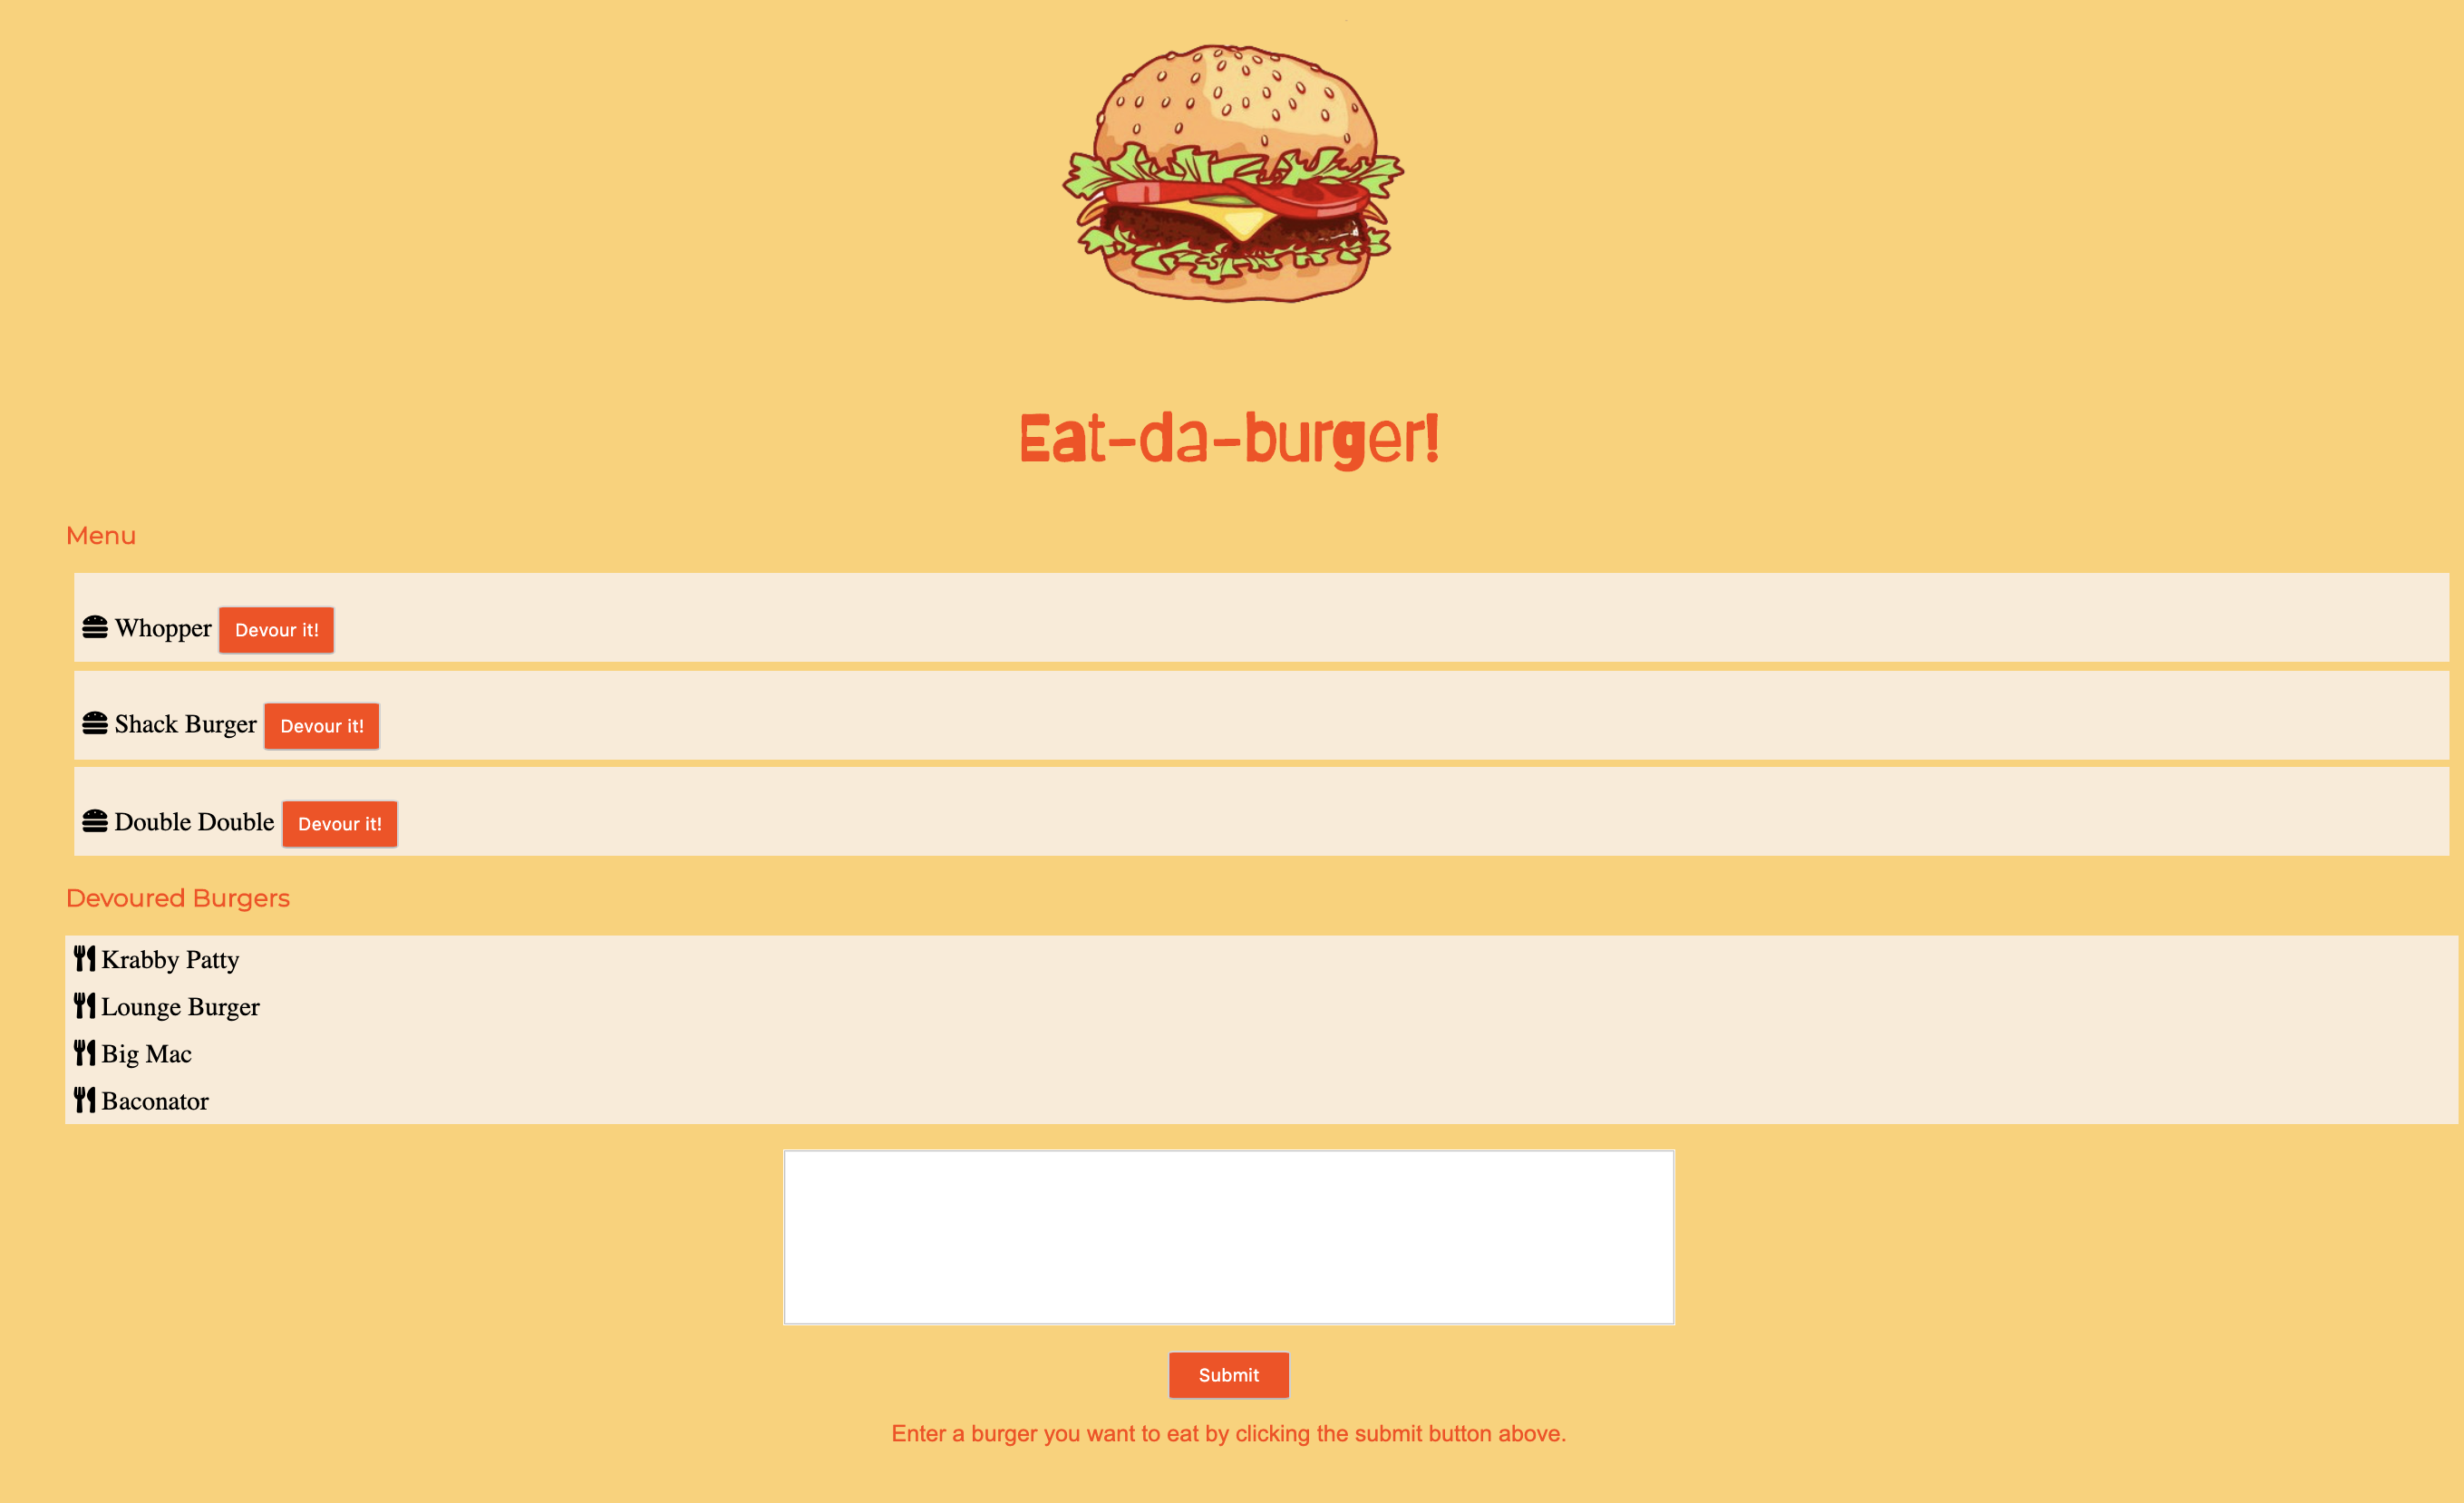 Eat-da-burger!
Menu
Whopper Devour it!
Shack Burger Devour it!
Double Double Devour it!
Devoured Burgers
Krabby Patty
Lounge Burger
Big Mac
Baconator
Submit
Enter a burger you want to eat by clicking the submit button above.